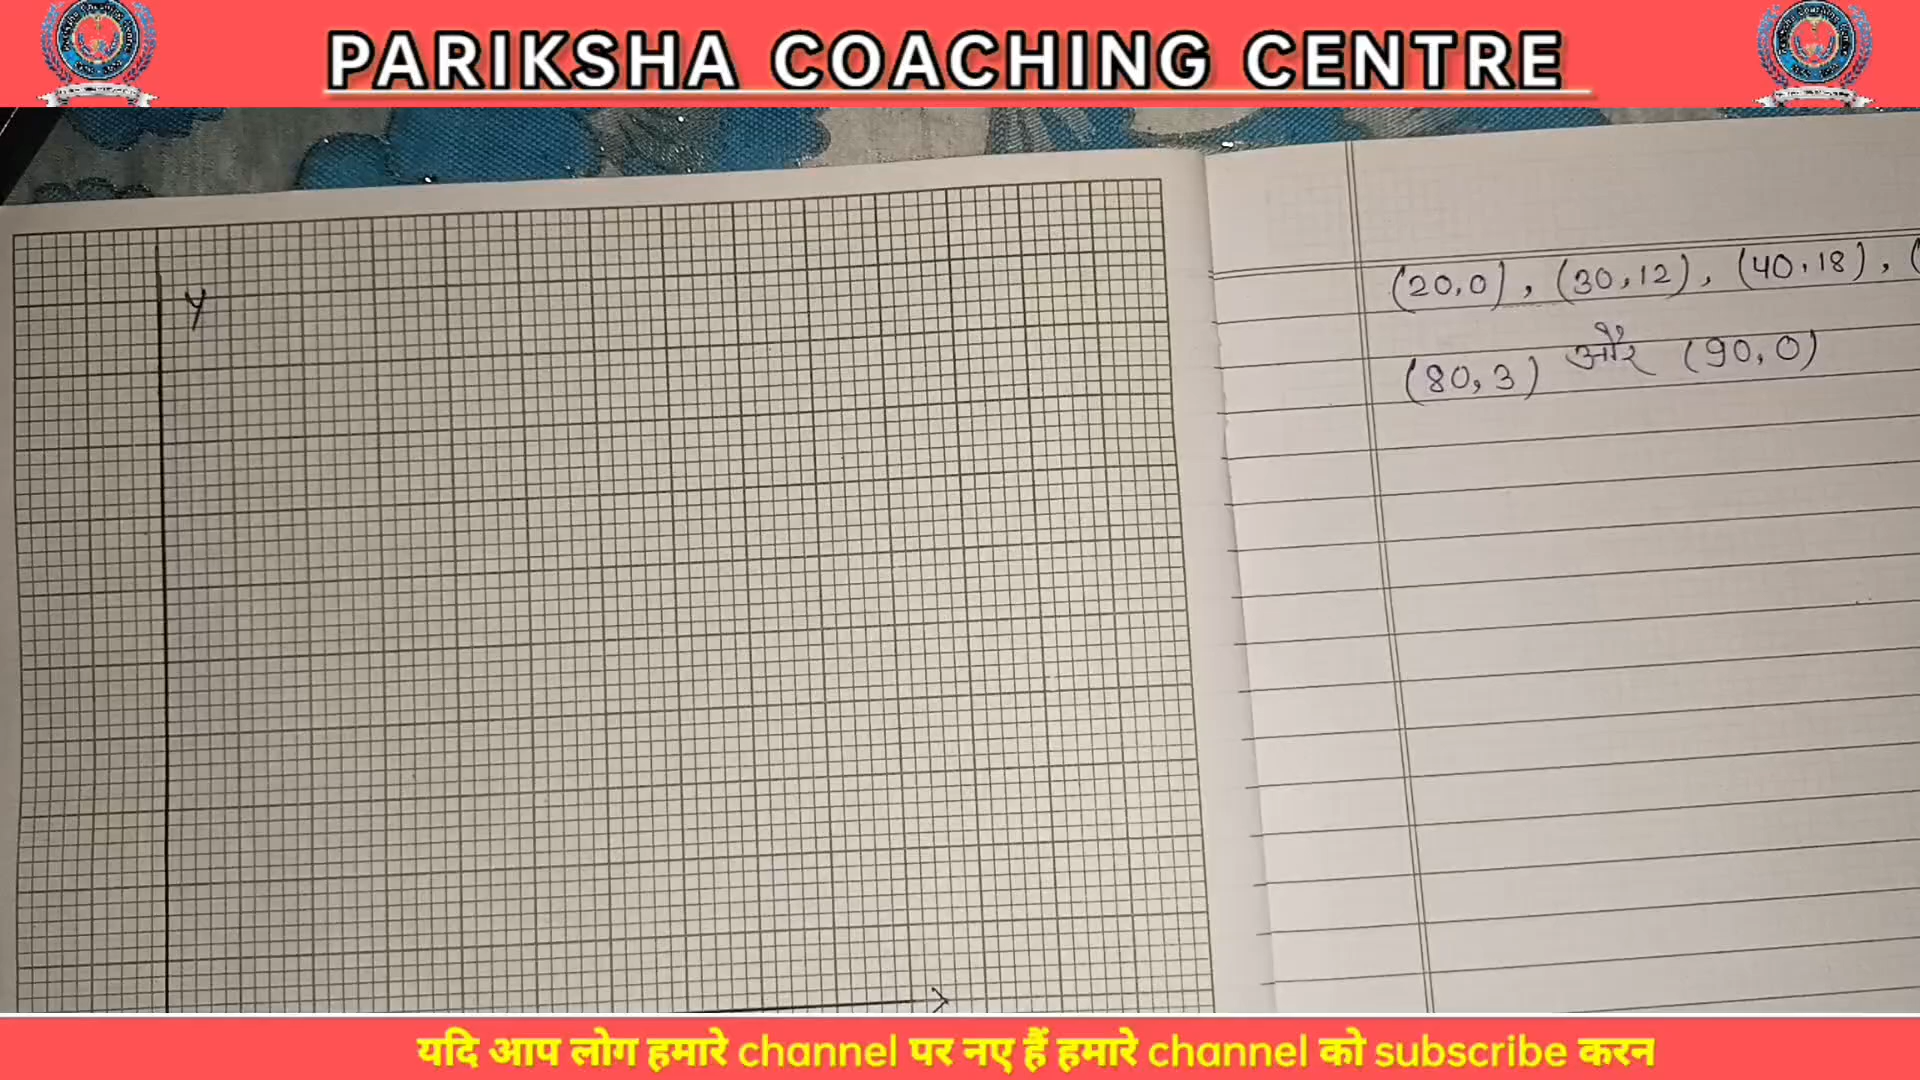 PARIKSHA COACHING CENTRE
Y
(20,0), (30,12), (40,18), (
(80,3) और (90,0)
यदि आप लोग हमारे channel पर नए हैं हमारे channel को subscribe करन